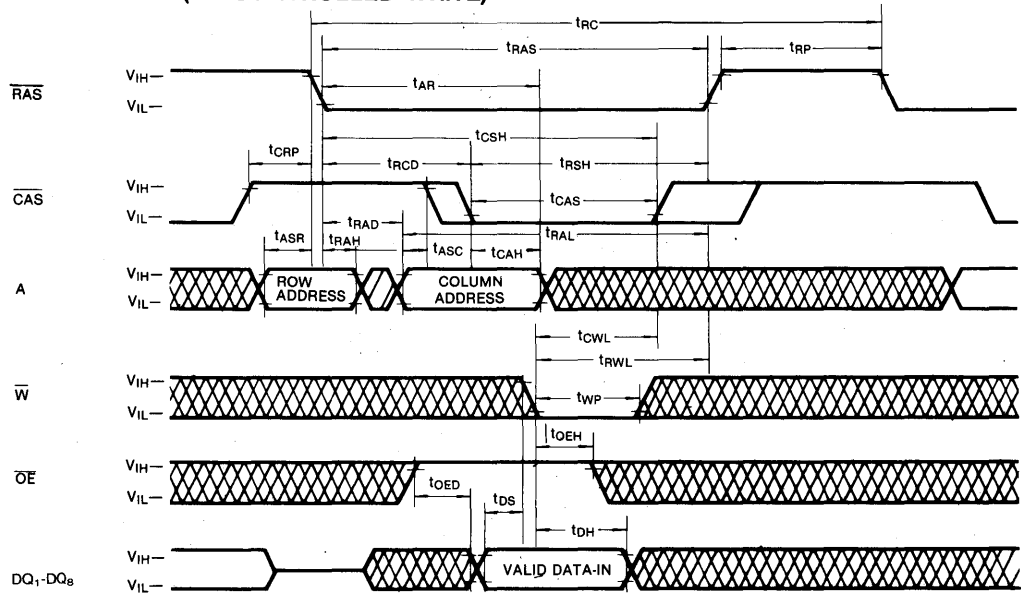 CONTROLLED WRITE)
tRC
tRAS
tRP
tAR
RAS
VIH
VIL
tCSH
tCRP
tRCD
tRSH
CAS
VIH
VIL
tCAS
tRAD
tRAL
tASR
tRAH
tASC
tCAH
A
VIH
VIL
ROW ADDRESS
COLUMN ADDRESS
tCWL
tRWL
W
VIH
VIL
tWP
tOEH
OE
VIH
VIL
tOED
tDS
tDH
DQ1-DQ8
VIH
VIL
VALID DATA-IN